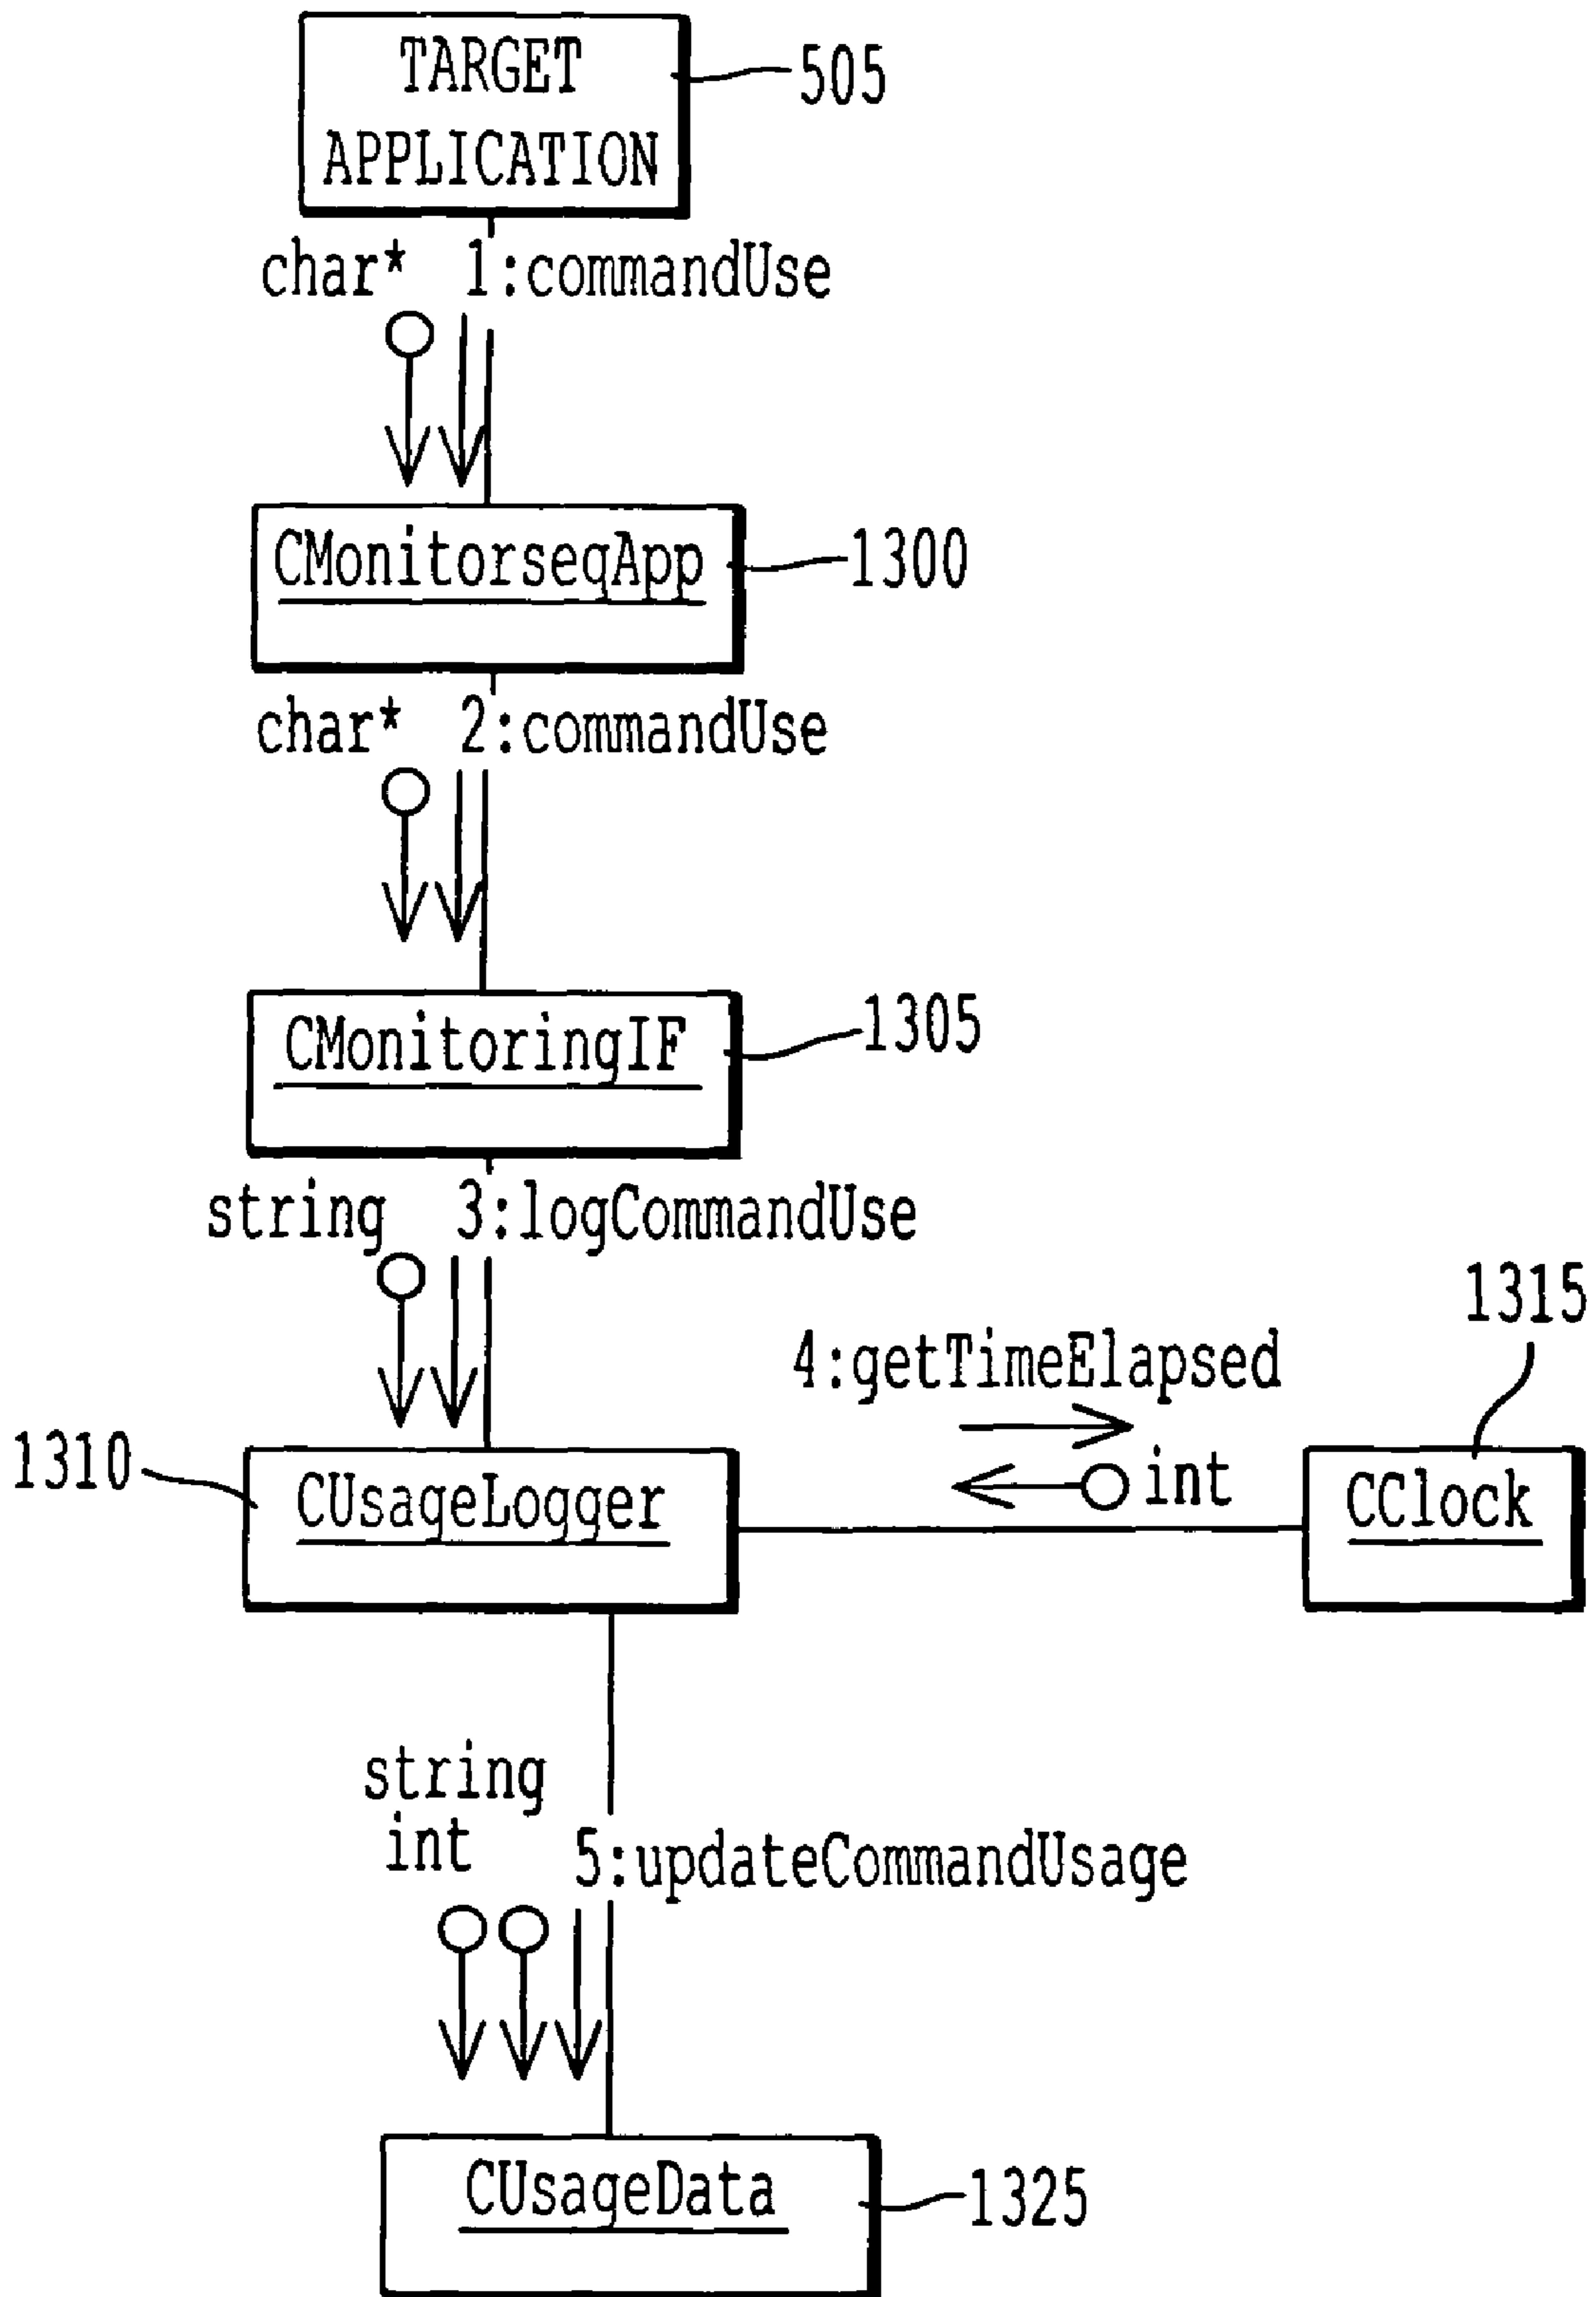 TARGET
APPLICATION
505
char* 1:commandUse
CMonitorseqApp
1300
char* 2:commandUse
CMonitoringIF
1305
string 3:logCommandUse
1315
4:getTimeElapsed
int
1310
CUsageLogger
CClock
string
int
5:updateCommandUsage
CUsageData
1325